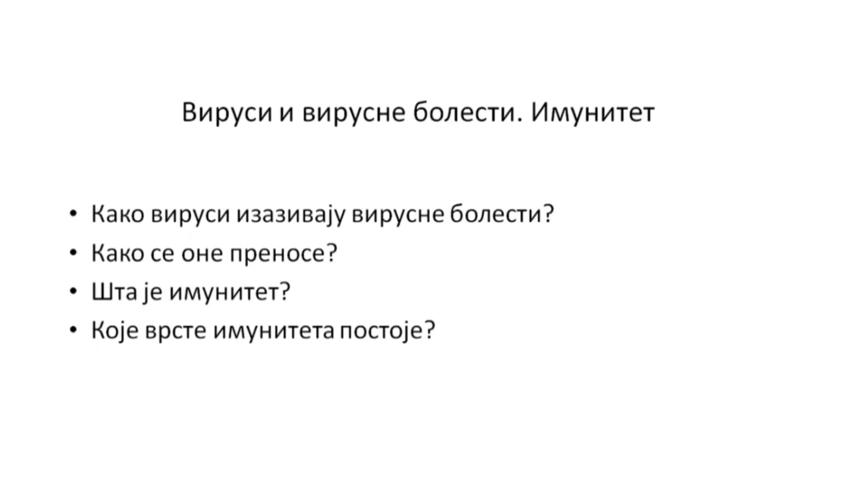 Вируси и вирусне болести. Имунитет
• Како вируси изазивају вирусне болести?
• Како се оне преносе?
• Шта је имунитет?
• Које врсте имунитета постоје?